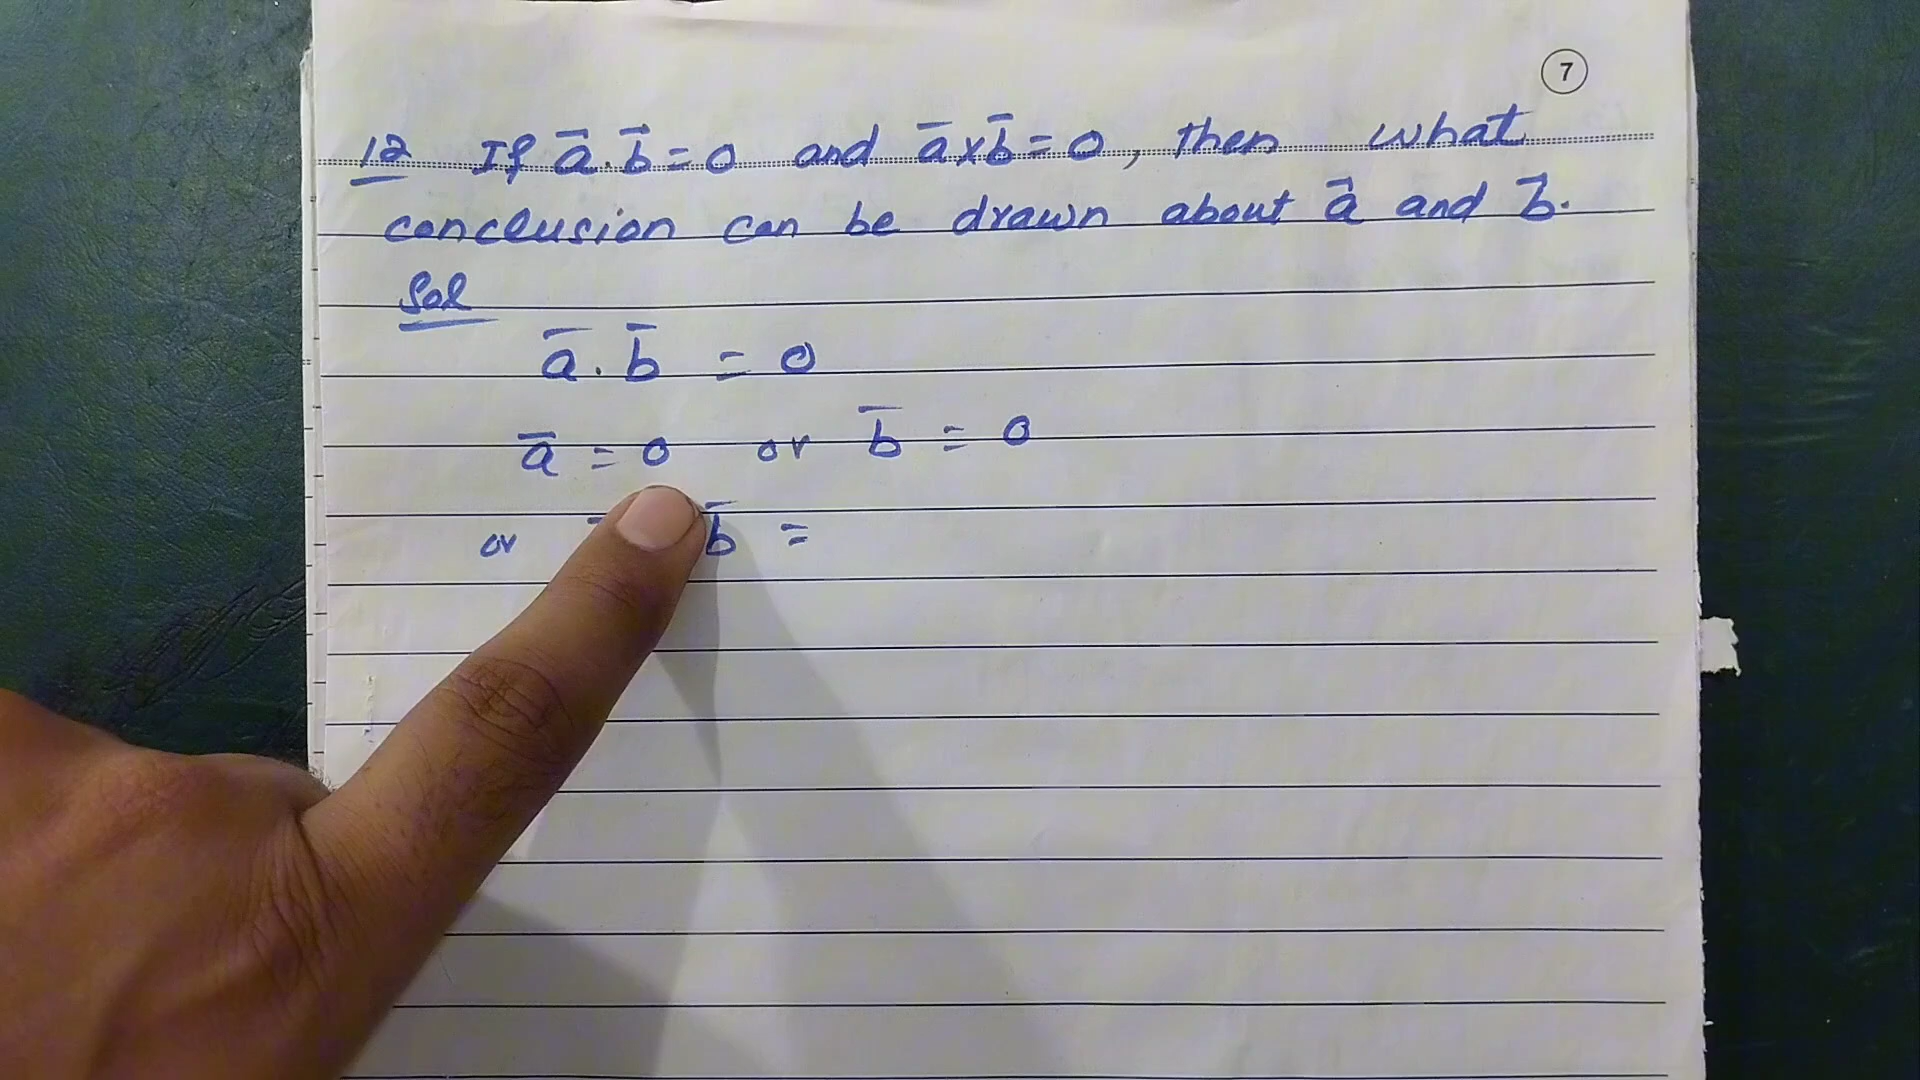 7
12 If a̅ . b̅ = 0 and a̅ x b̅ = 0, then what
conclusion can be drawn about a⃗ and b⃗.
Sol
a̅ . b̅ = 0
a̅ = 0 or b̅ = 0
or b̅ =